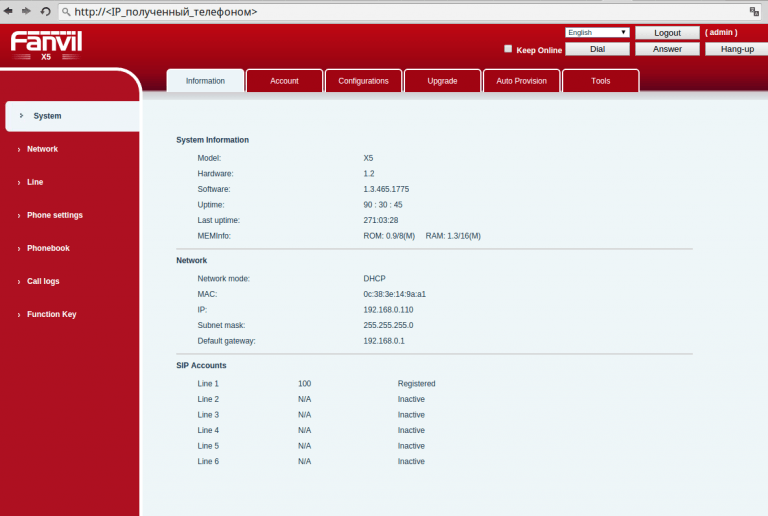 http://<IP_полученный_телефоном>
Fanvil
X5
English Logout ( admin )
Keep Online Dial Answer Hang-up
Information Account Configurations Upgrade Auto Provision Tools
› System
› Network
› Line
› Phone settings
› Phonebook
› Call logs
› Function Key
System Information
Model: X5
Hardware: 1.2
Software: 1.3.465.1775
Uptime: 90 : 30 : 45
Last uptime: 271:03:28
MEMInfo: ROM: 0.9/8(M) RAM: 1.3/16(M)
Network
Network mode: DHCP
MAC: 0c:38:3e:14:9a:a1
IP: 192.168.0.110
Subnet mask: 255.255.255.0
Default gateway: 192.168.0.1
SIP Accounts
Line 1 100 Registered
Line 2 N/A Inactive
Line 3 N/A Inactive
Line 4 N/A Inactive
Line 5 N/A Inactive
Line 6 N/A Inactive